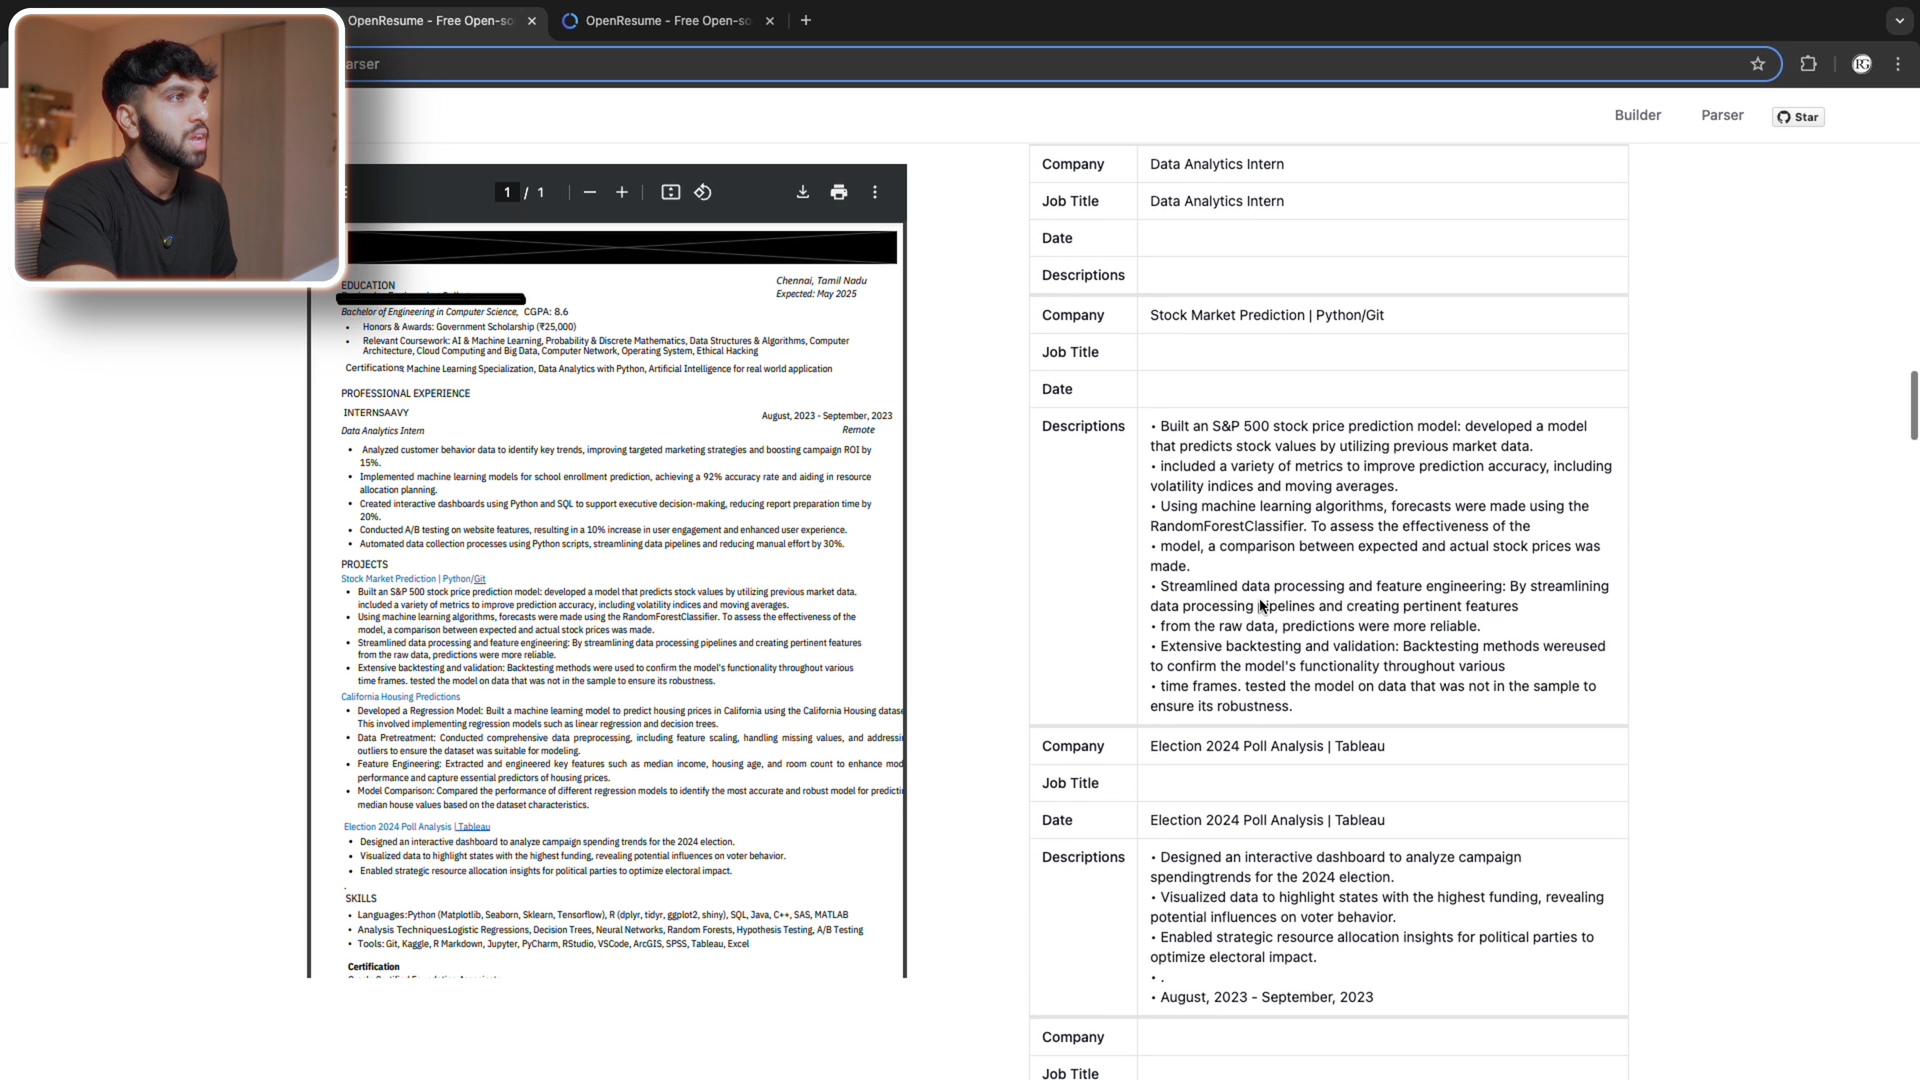 OpenResume - Free Open-so
OpenResume - Free Open-so
arser
Builder
Parser
Star
1 / 1
EDUCATION
Chennai, Tamil Nadu
Expected: May 2025
Bachelor of Engineering in Computer Science, CGPA: 8.6
• Honors & Awards: Government Scholarship (₹25,000)
• Relevant Coursework: AI & Machine Learning, Probability & Discrete Mathematics, Data Structures & Algorithms, Computer
Architecture, Cloud Computing and Big Data, Computer Network, Operating System, Ethical Hacking
Certifications: Machine Learning Specialization, Data Analytics with Python, Artificial Intelligence for real world application
PROFESSIONAL EXPERIENCE
INTERNSAAVY
August, 2023 - September, 2023
Data Analytics Intern
Remote
• Analyzed customer behavior data to identify key trends, improving targeted marketing strategies and boosting campaign ROI by
15%.
• Implemented machine learning models for school enrollment prediction, achieving a 92% accuracy rate and aiding in resource
allocation planning.
• Created interactive dashboards using Python and SQL to support executive decision-making, reducing report preparation time by
20%.
• Conducted A/B testing on website features, resulting in a 10% increase in user engagement and enhanced user experience.
• Automated data collection processes using Python scripts, streamlining data pipelines and reducing manual effort by 30%.
PROJECTS
Stock Market Prediction | Python/Git
• Built an S&P 500 stock price prediction model: developed a model that predicts stock values by utilizing previous market data.
included a variety of metrics to improve prediction accuracy, including volatility indices and moving averages.
• Using machine learning algorithms, forecasts were made using the RandomForestClassifier. To assess the effectiveness of the
model, a comparison between expected and actual stock prices was made.
• Streamlined data processing and feature engineering: By streamlining data processing pipelines and creating pertinent features
from the raw data, predictions were more reliable.
• Extensive backtesting and validation: Backtesting methods were used to confirm the model's functionality throughout various
time frames. tested the model on data that was not in the sample to ensure its robustness.
California Housing Predictions
• Developed a Regression Model: Built a machine learning model to predict housing prices in California using the California Housing datase
This involved implementing regression models such as linear regression and decision trees.
• Data Pretreatment: Conducted comprehensive data preprocessing, including feature scaling, handling missing values, and addressi
outliers to ensure the dataset was suitable for modeling.
• Feature Engineering: Extracted and engineered key features such as median income, housing age, and room count to enhance mod
performance and capture essential predictors of housing prices.
• Model Comparison: Compared the performance of different regression models to identify the most accurate and robust model for predicti
median house values based on the dataset characteristics.
Election 2024 Poll Analysis | Tableau
• Designed an interactive dashboard to analyze campaign spending trends for the 2024 election.
• Visualized data to highlight states with the highest funding, revealing potential influences on voter behavior.
• Enabled strategic resource allocation insights for political parties to optimize electoral impact.
.
SKILLS
• Languages:Python (Matplotlib, Seaborn, Sklearn, Tensorflow), R (dplyr, tidyr, ggplot2, shiny), SQL, Java, C++, SAS, MATLAB
• Analysis Techniques:Logistic Regressions, Decision Trees, Neural Networks, Random Forests, Hypothesis Testing, A/B Testing
• Tools: Git, Kaggle, R Markdown, Jupyter, PyCharm, RStudio, VSCode, ArcGIS, SPSS, Tableau, Excel
Certification
Company Data Analytics Intern
Job Title Data Analytics Intern
Date
Descriptions
Company Stock Market Prediction | Python/Git
Job Title
Date
Descriptions • Built an S&P 500 stock price prediction model: developed a model
that predicts stock values by utilizing previous market data.
• included a variety of metrics to improve prediction accuracy, including
volatility indices and moving averages.
• Using machine learning algorithms, forecasts were made using the
RandomForestClassifier. To assess the effectiveness of the
• model, a comparison between expected and actual stock prices was
made.
• Streamlined data processing and feature engineering: By streamlining
data processing pipelines and creating pertinent features
• from the raw data, predictions were more reliable.
• Extensive backtesting and validation: Backtesting methods wereused
to confirm the model's functionality throughout various
• time frames. tested the model on data that was not in the sample to
ensure its robustness.
Company Election 2024 Poll Analysis | Tableau
Job Title
Date Election 2024 Poll Analysis | Tableau
Descriptions • Designed an interactive dashboard to analyze campaign
spendingtrends for the 2024 election.
• Visualized data to highlight states with the highest funding, revealing
potential influences on voter behavior.
• Enabled strategic resource allocation insights for political parties to
optimize electoral impact.
• .
• August, 2023 - September, 2023
Company
Job Title